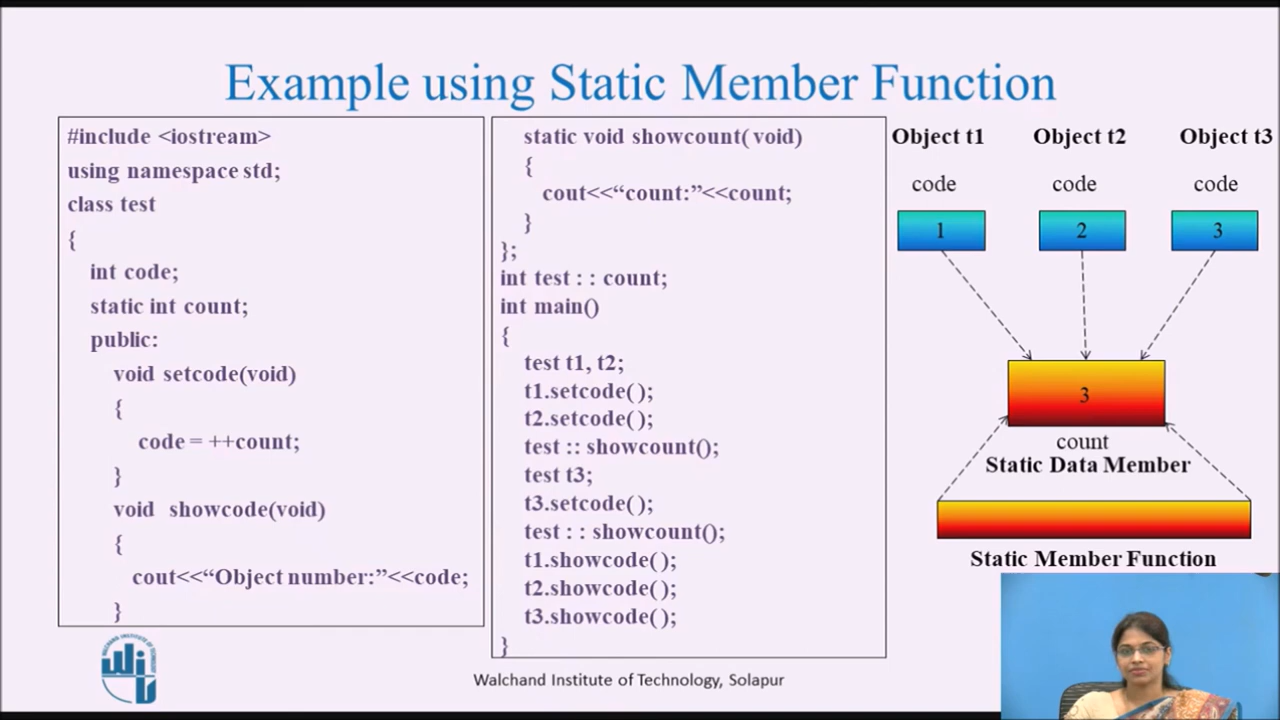 Example using Static Member Function
#include <iostream>
using namespace std;
class test
{
int code;
static int count;
public:
void setcode(void)
{
code = ++count;
}
void showcode(void)
{
cout<<“Object number:”<<code;
}
static void showcount( void)
{
cout<<“count:”<<count;
}
};
int test : : count;
int main()
{
test t1, t2;
t1.setcode( );
t2.setcode( );
test :: showcount();
test t3;
t3.setcode( );
test : : showcount();
t1.showcode( );
t2.showcode( );
t3.showcode( );
}
Object t1 Object t2 Object t3
code code code
1 2 3
3
count
Static Data Member
Static Member Function
Walchand Institute of Technology, Solapur